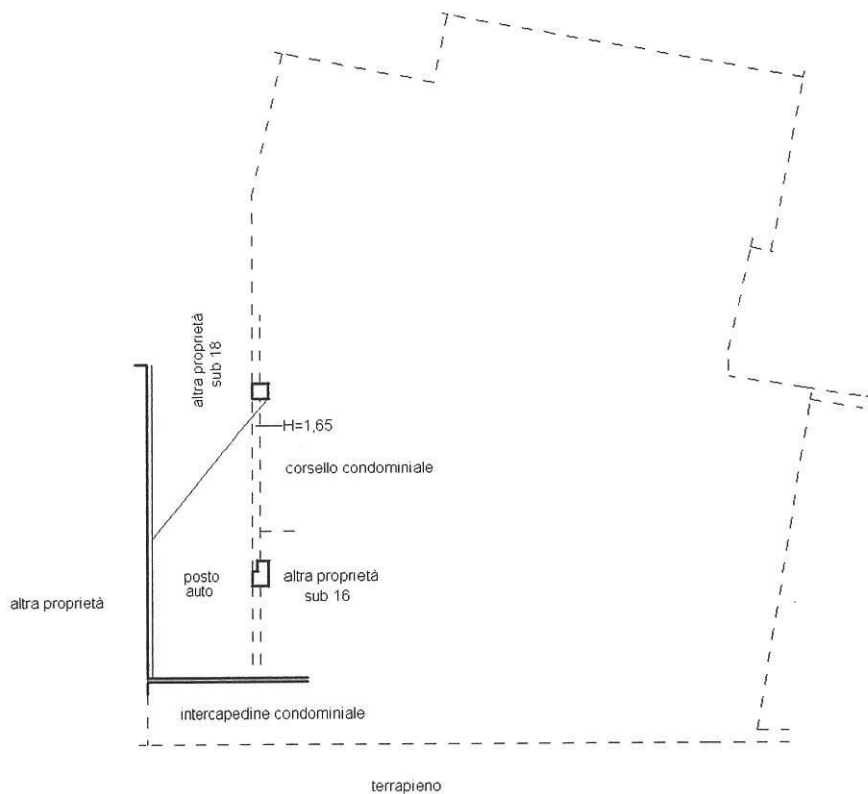 altra proprietà
sub 18
H=1,65
corsello condominiale
posto
auto
altra proprietà
sub 16
altra proprietà
intercapedine condominiale
terrapieno